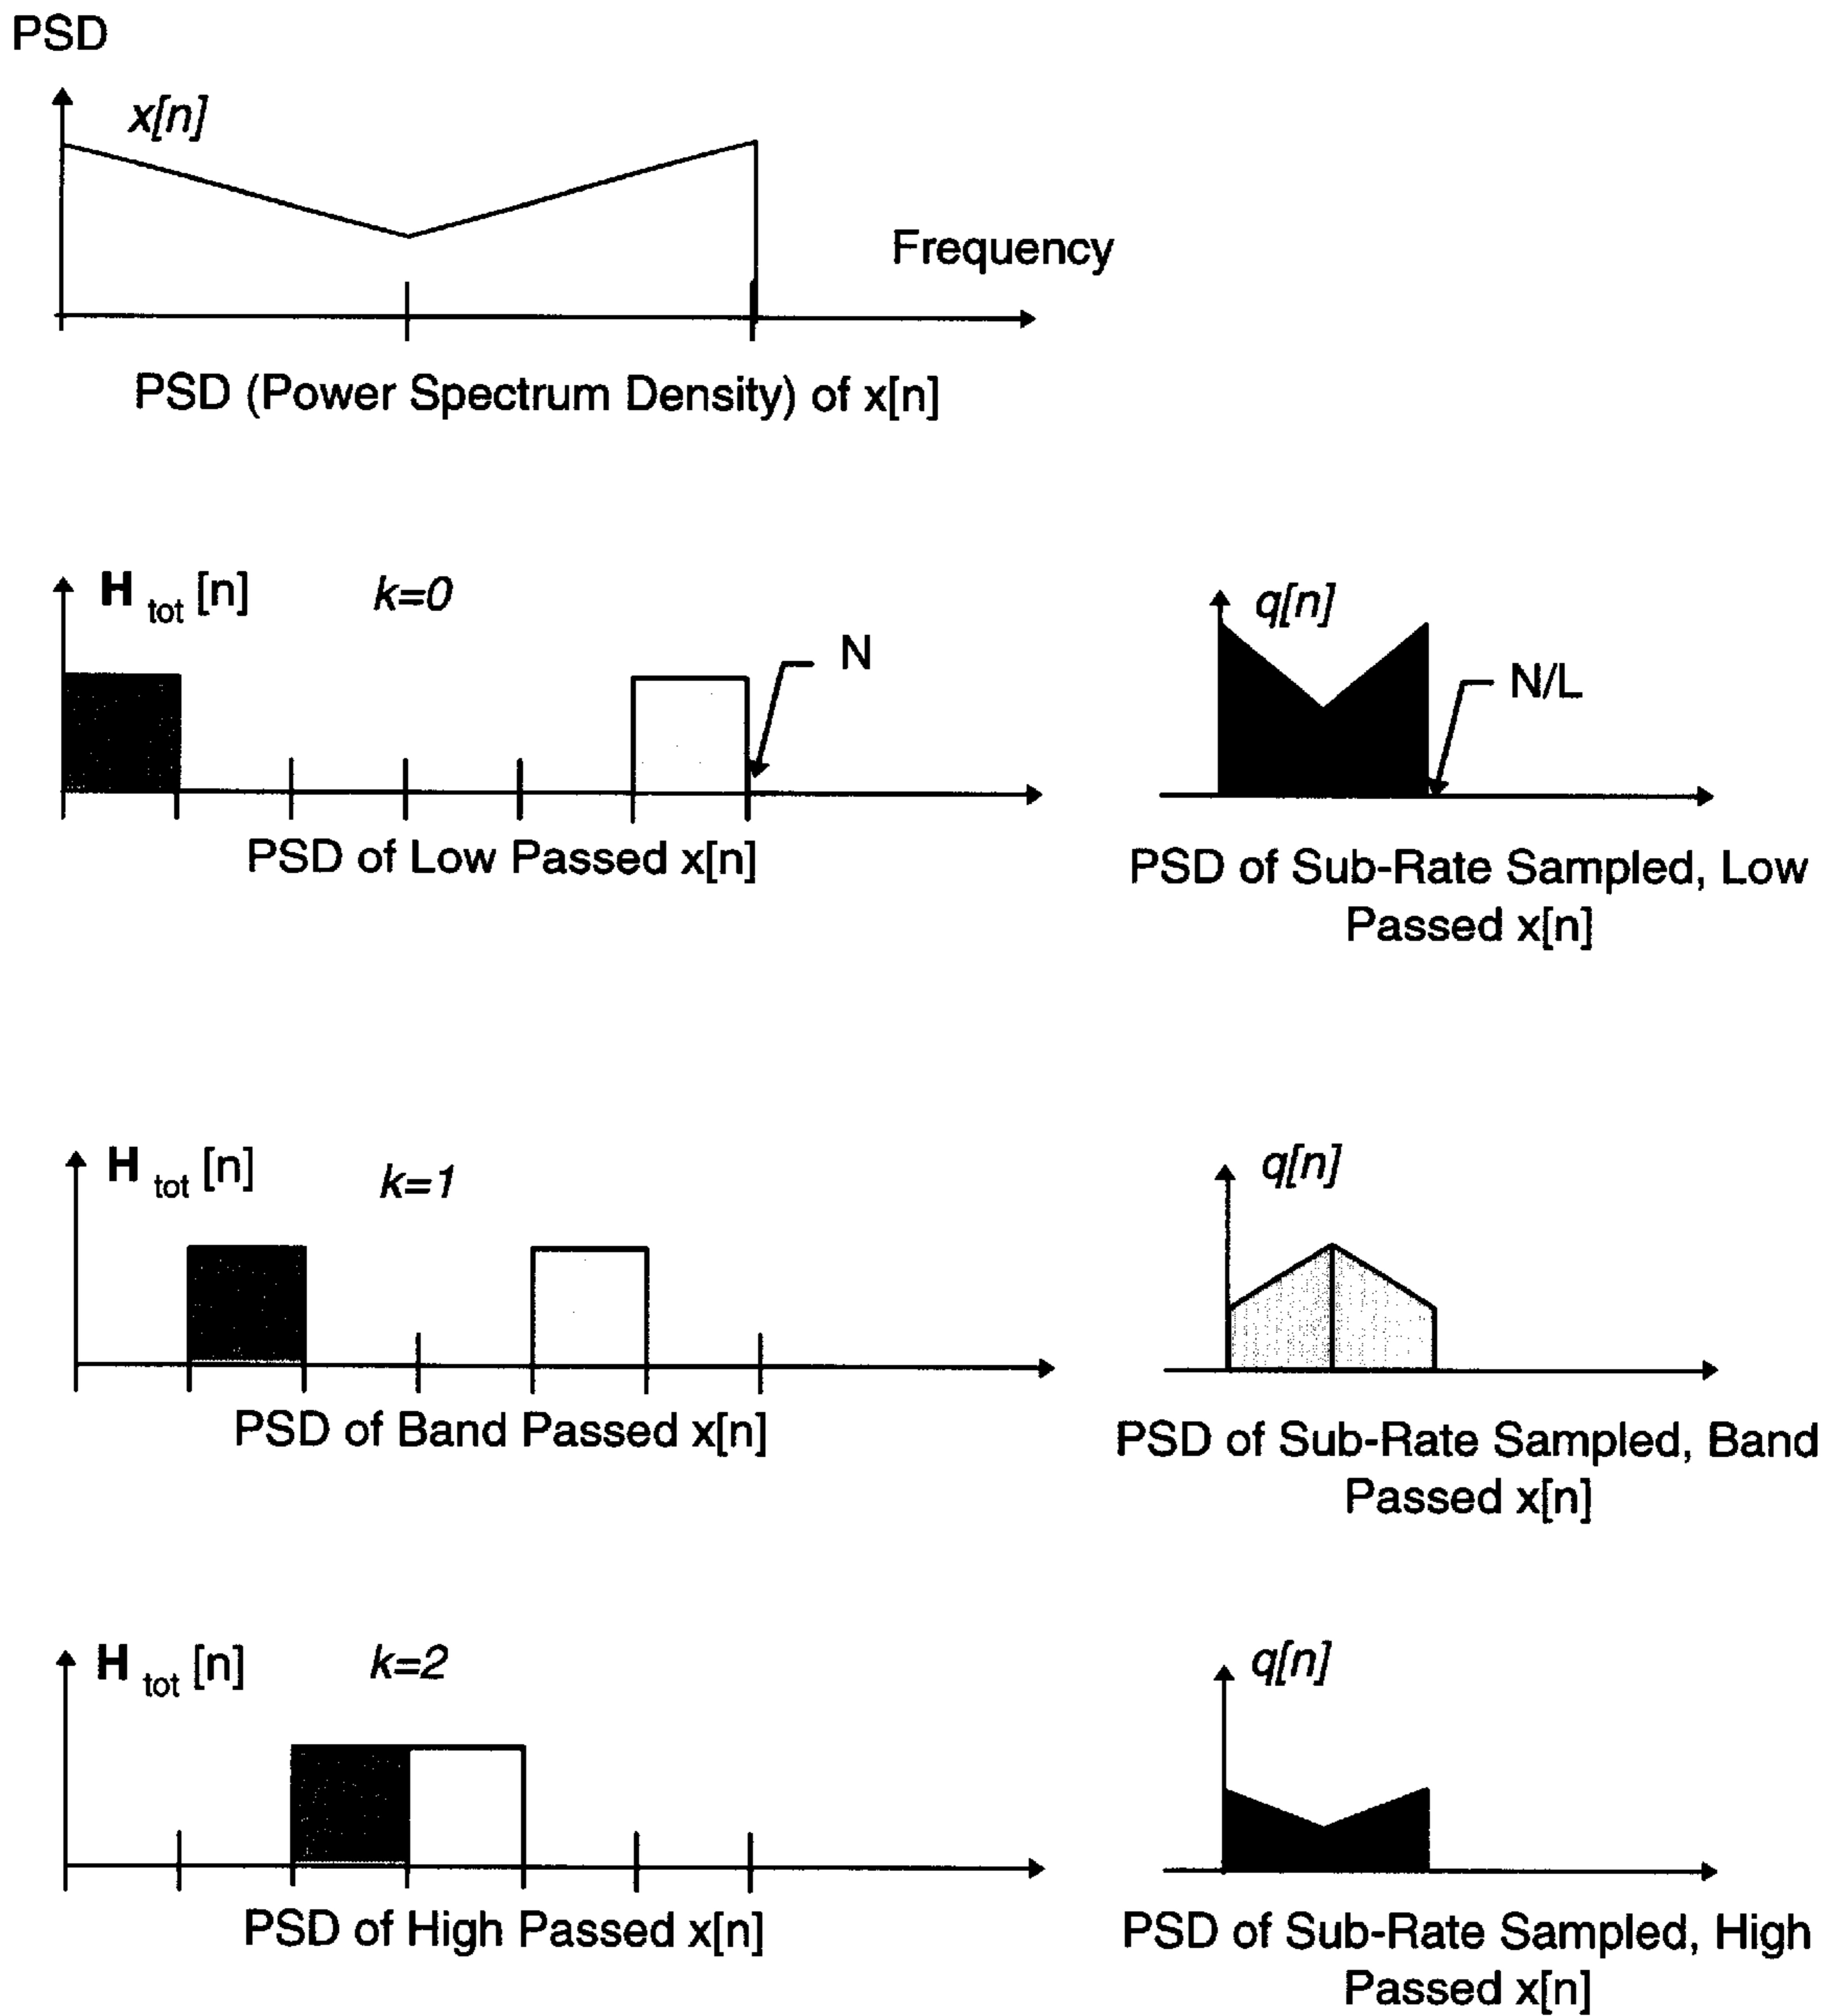 PSD
x[n]
Frequency
PSD (Power Spectrum Density) of x[n]
H tot [n]
k=0
N
PSD of Low Passed x[n]
q[n]
N/L
PSD of Sub-Rate Sampled, Low
Passed x[n]
H tot [n]
k=1
PSD of Band Passed x[n]
q[n]
PSD of Sub-Rate Sampled, Band
Passed x[n]
H tot [n]
k=2
PSD of High Passed x[n]
q[n]
PSD of Sub-Rate Sampled, High
Passed x[n]